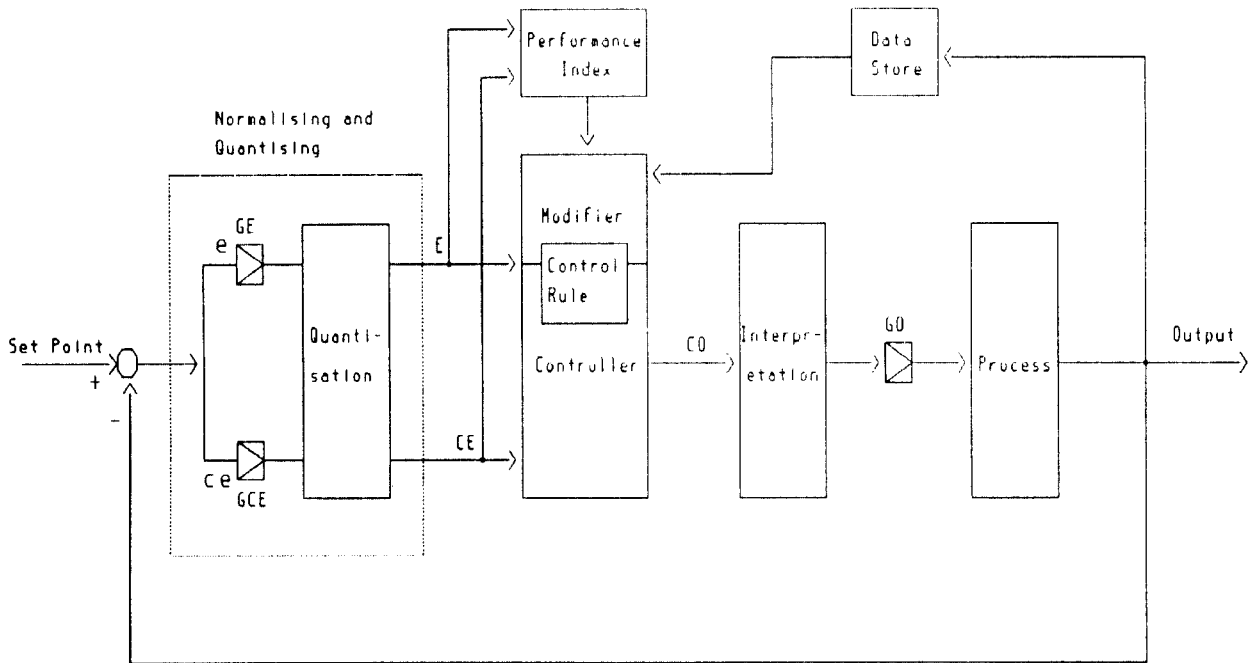 Performance
Index
Data
Store
Normalising and
Quantising
Modifier
GE
e
E
Control
Rule
Set Point
+
-
Quanti-
sation
Controller
CO
Interpr-
etation
GO
Process
Output
CE
ce
GCE